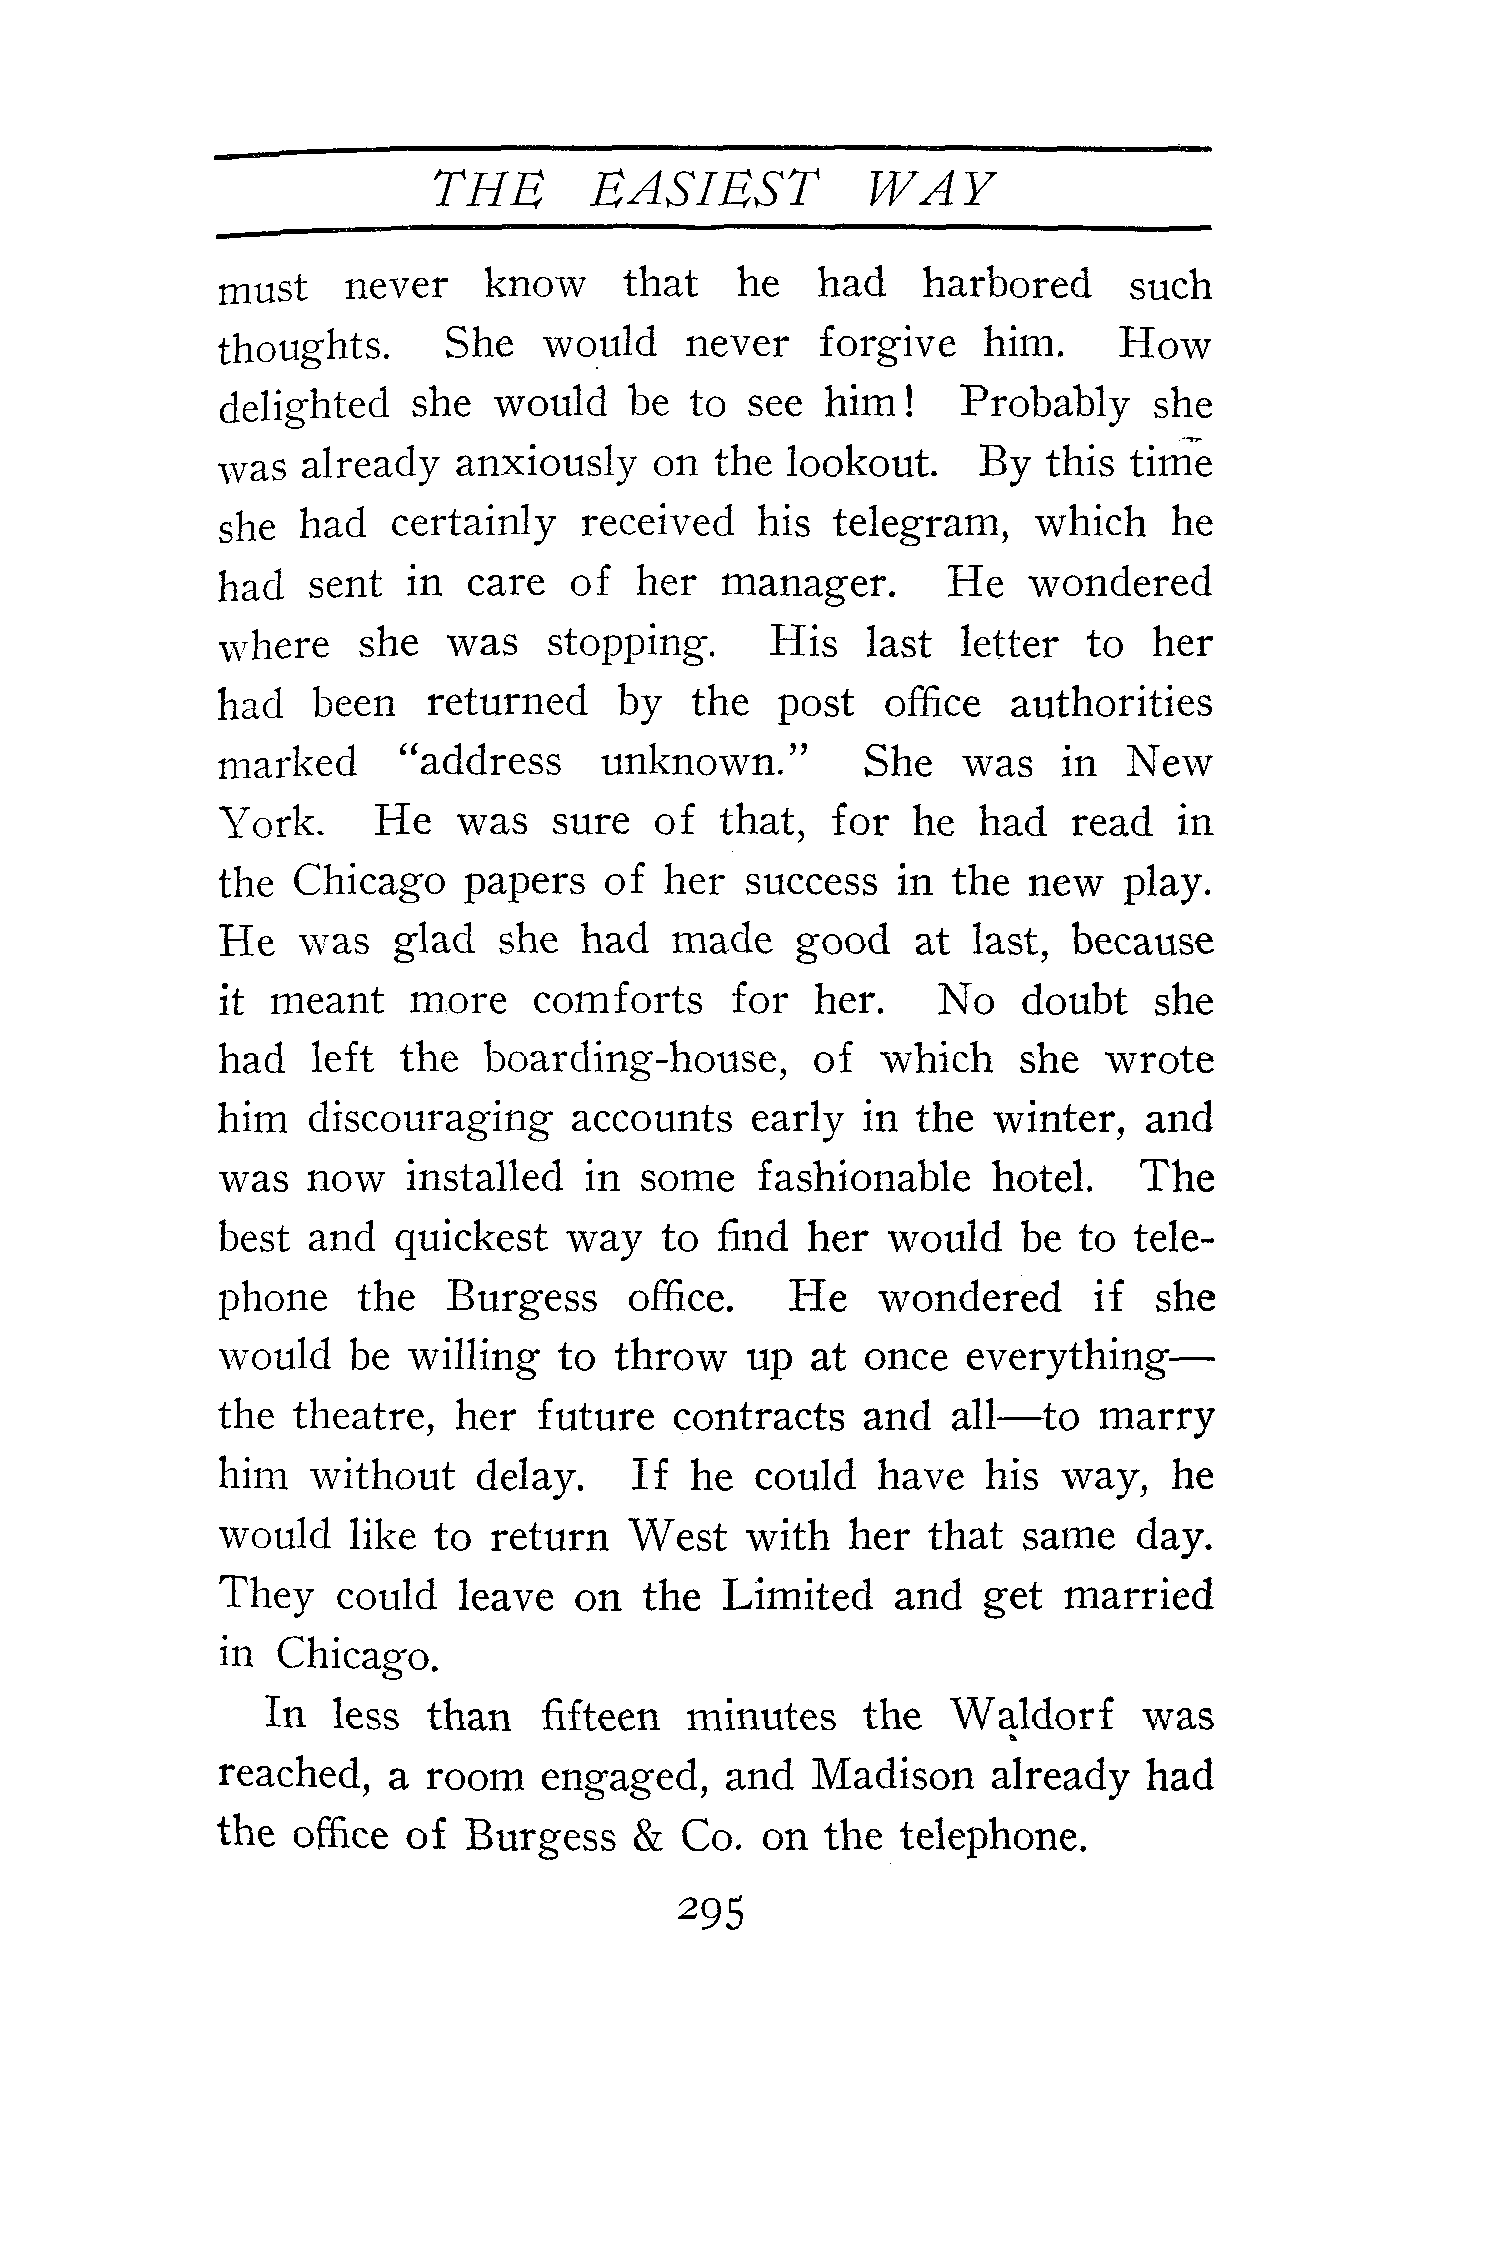 THE EASIEST WAY
must never know that he had harbored such
thoughts. She would never forgive him. How
delighted she would be to see him! Probably she
was already anxiously on the lookout. By this time
she had certainly received his telegram, which he
had sent in care of her manager. He wondered
where she was stopping. His last letter to her
had been returned by the post office authorities
marked “address unknown.” She was in New
York. He was sure of that, for he had read in
the Chicago papers of her success in the new play.
He was glad she had made good at last, because
it meant more comforts for her. No doubt she
had left the boarding-house, of which she wrote
him discouraging accounts early in the winter, and
was now installed in some fashionable hotel. The
best and quickest way to find her would be to tele-
phone the Burgess office. He wondered if she
would be willing to throw up at once everything—
the theatre, her future contracts and all—to marry
him without delay. If he could have his way, he
would like to return West with her that same day.
They could leave on the Limited and get married
in Chicago.
In less than fifteen minutes the Waldorf was
reached, a room engaged, and Madison already had
the office of Burgess & Co. on the telephone.
295